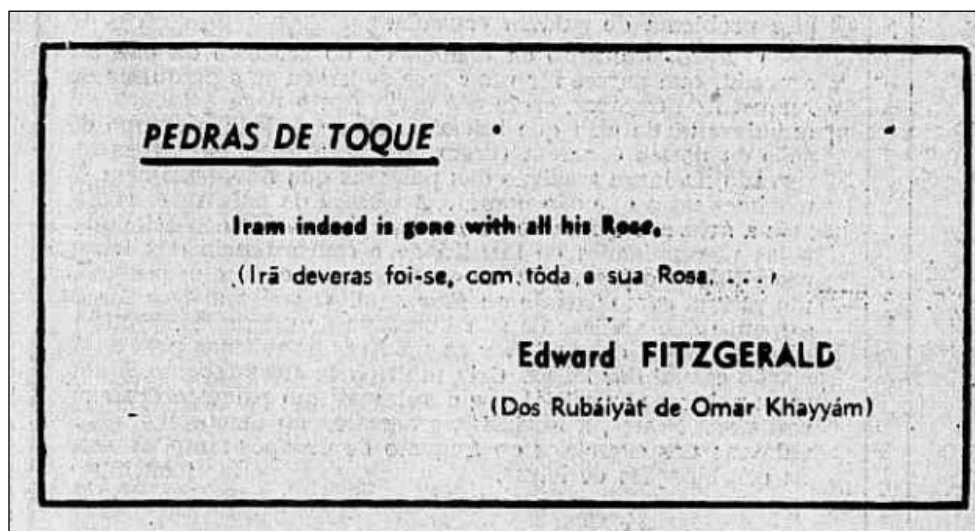 PEDRAS DE TOQUE
Iram indeed is gone with all his Rose.
(Irã deveras foi-se, com tôda a sua Rosa. . . .)
Edward FITZGERALD
(Dos Rubáiyàt de Omar Khayyám)